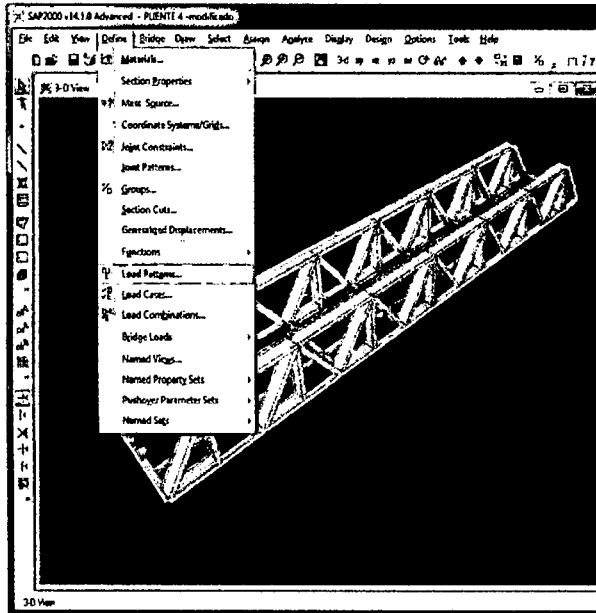 SAP2000 v14.1.0 Advanced - PUENTE 4 -modificado
File Edit View Define Bridge Draw Select Assign Analyze Display Design Options Tools Help
3-d
3-D View
Materials...
Section Properties
Mass Source...
Coordinate Systems/Grids...
Joint Constraints...
Joint Patterns...
Groups...
Section Cuts...
Generalized Displacements...
Functions
Load Patterns...
Load Cases...
Load Combinations...
Bridge Loads
Named Views...
Named Property Sets
Pushover Parameter Sets
Named Sets
3-D View